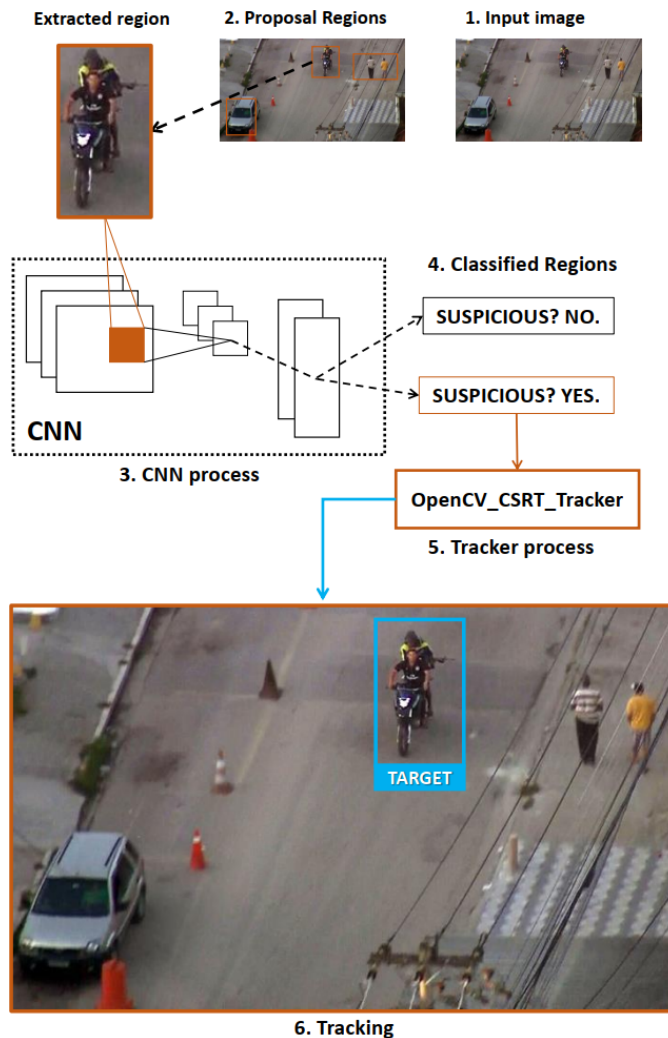 Extracted region
2. Proposal Regions
1. Input image
4. Classified Regions
SUSPICIOUS? NO.
SUSPICIOUS? YES.
CNN
3. CNN process
OpenCV_CSRT_Tracker
5. Tracker process
TARGET
6. Tracking